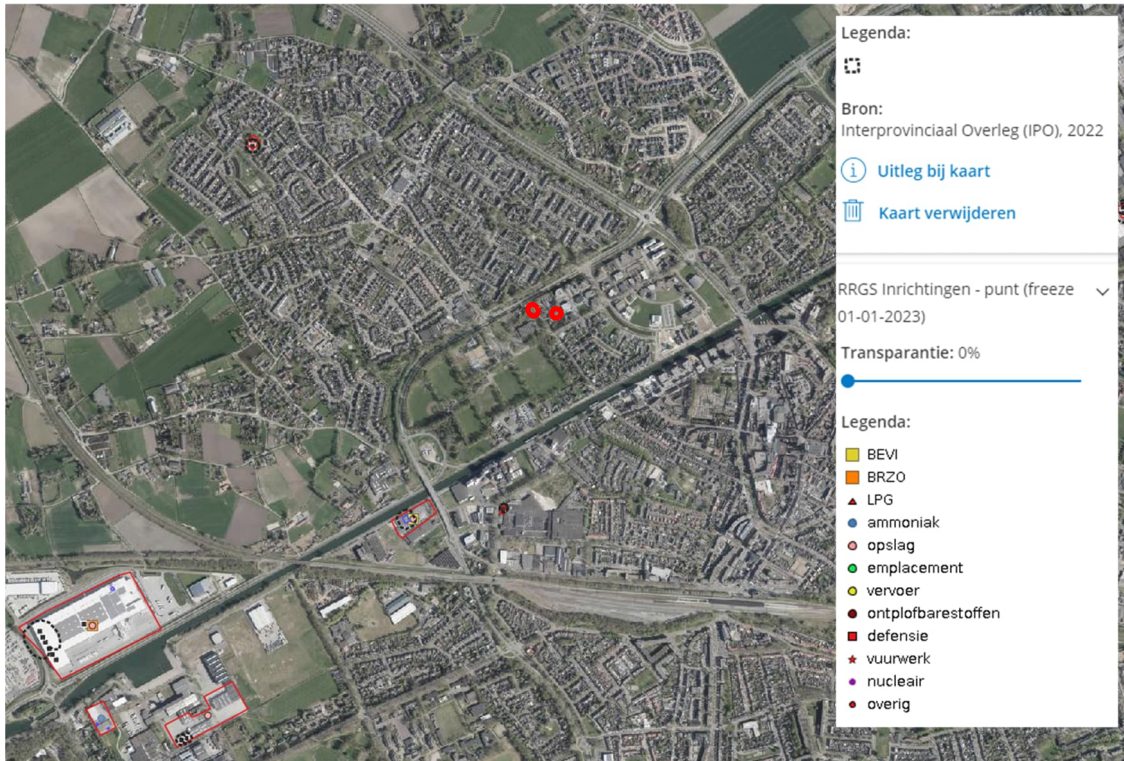 Legenda:
Bron:
Interprovinciaal Overleg (IPO), 2022
i Uitleg bij kaart
Kaart verwijderen
RRGS Inrichtingen - punt (freeze
01-01-2023)
Transparantie: 0%
Legenda:
BEVI
BRZO
LPG
ammoniak
opslag
emplacement
vervoer
ontplofbarestoffen
defensie
vuurwerk
nucleair
overig